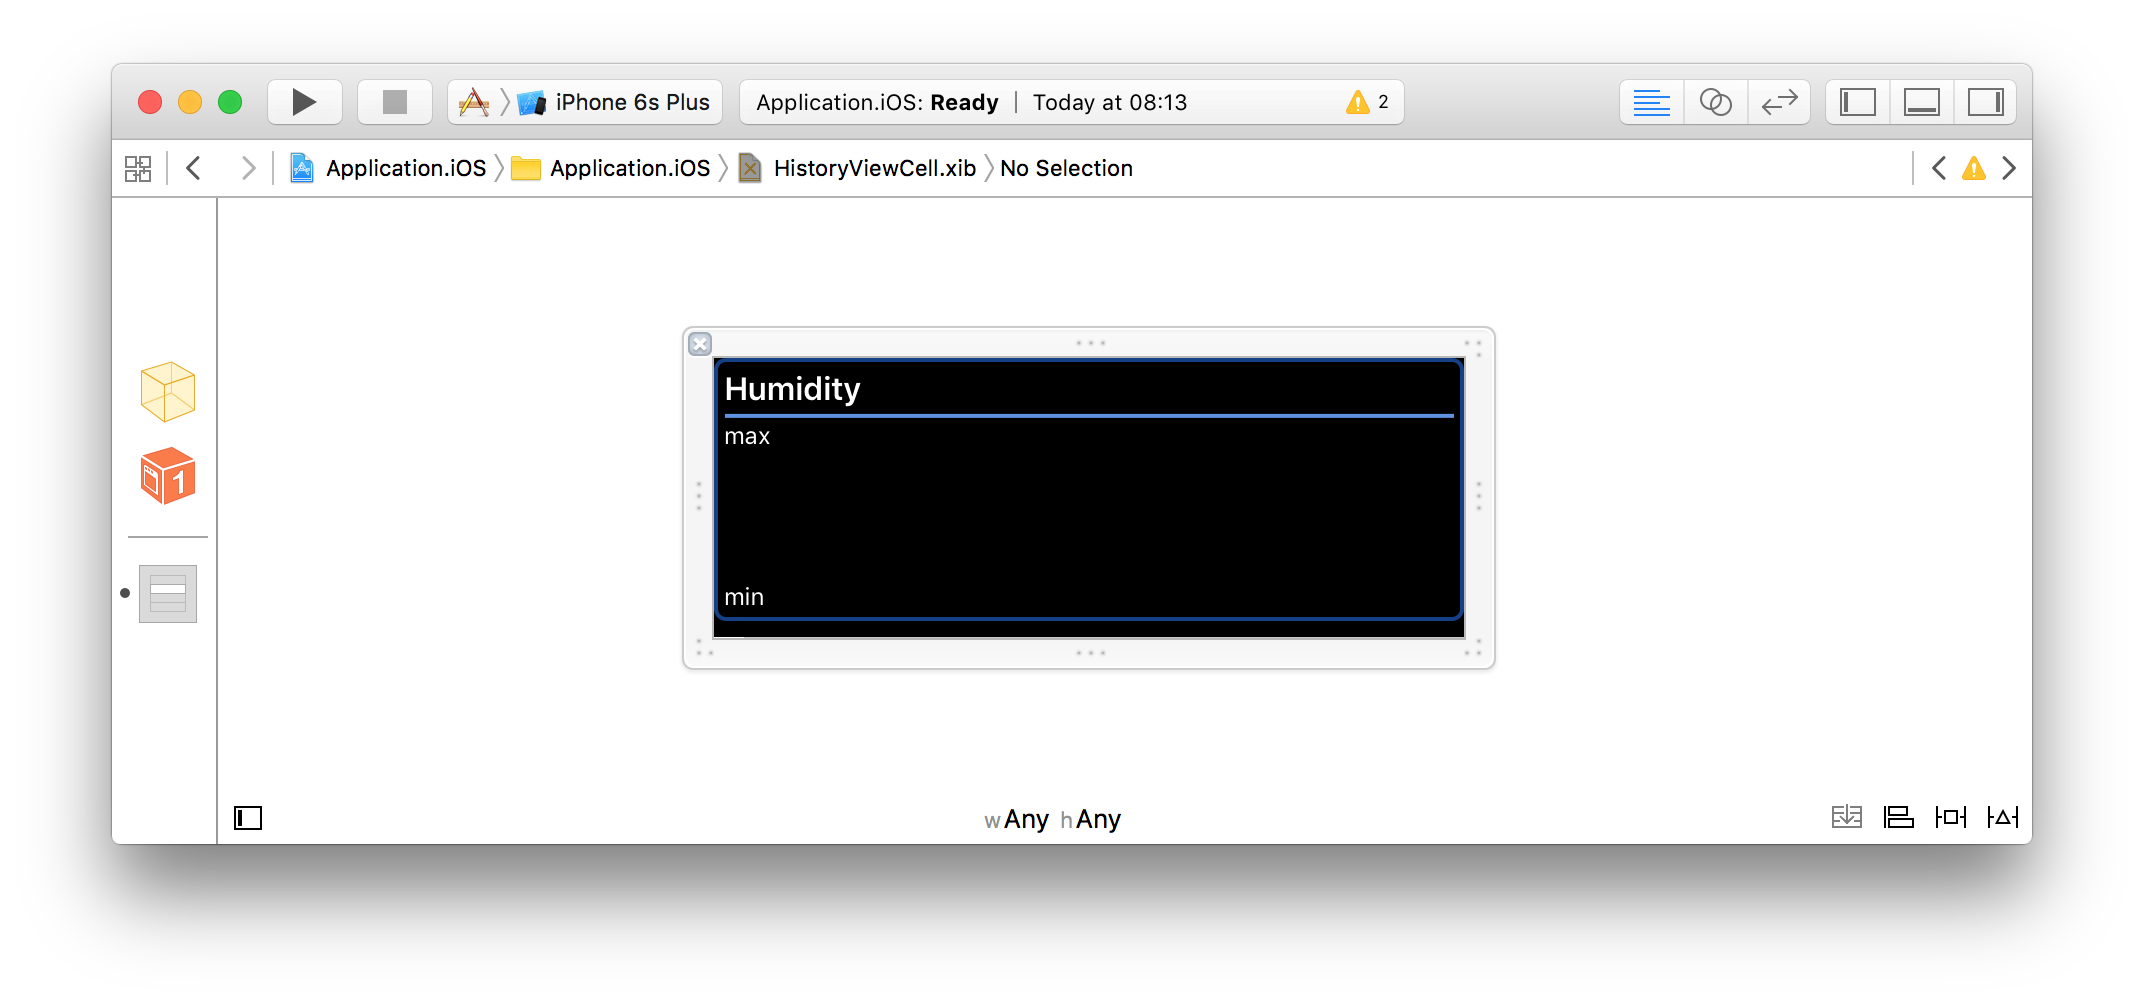 iPhone 6s Plus
Application.iOS: Ready | Today at 08:13
2
Application.iOS
Application.iOS
HistoryViewCell.xib
No Selection
1
Humidity
max
min
wAny hAny